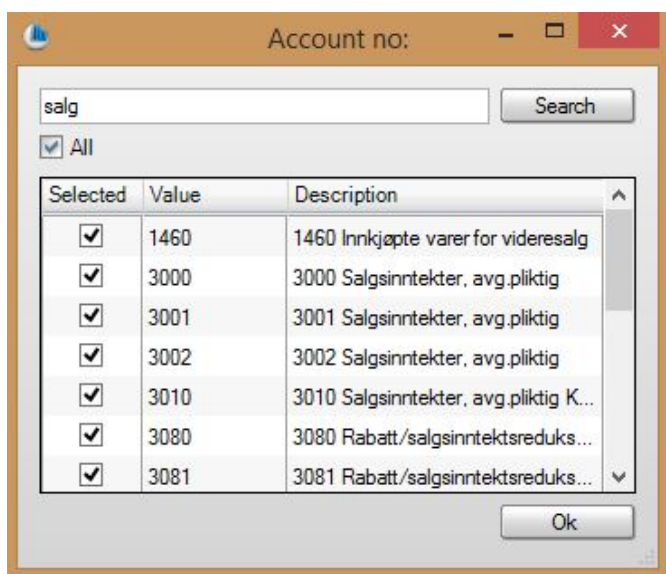 Account no:
salg Search
All
Selected Value Description
1460 1460 Innkjøpte varer for videresalg
3000 3000 Salgsinntekter, avg.pliktig
3001 3001 Salgsinntekter, avg.pliktig
3002 3002 Salgsinntekter, avg.pliktig
3010 3010 Salgsinntekter, avg.pliktig K...
3080 3080 Rabatt/salgsinntektsreduks...
3081 3081 Rabatt/salgsinntektsreduks...
Ok